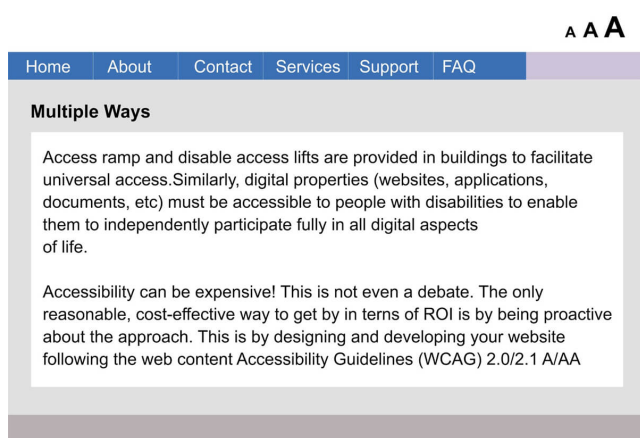 A A A
Home About Contact Services Support FAQ
Multiple Ways
Access ramp and disable access lifts are provided in buildings to facilitate
universal access.Similarly, digital properties (websites, applications,
documents, etc) must be accessible to people with disabilities to enable
them to independently participate fully in all digital aspects
of life.
Accessibility can be expensive! This is not even a debate. The only
reasonable, cost-effective way to get by in terns of ROI is by being proactive
about the approach. This is by designing and developing your website
following the web content Accessibility Guidelines (WCAG) 2.0/2.1 A/AA